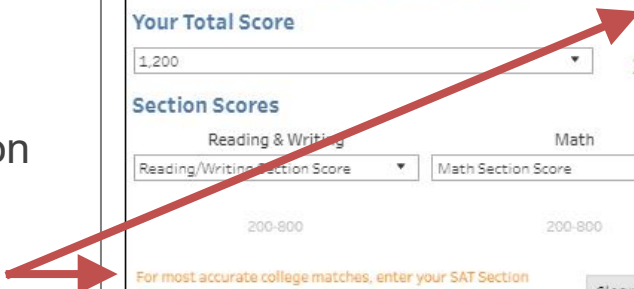 Your Total Score
1,200
Section Scores
on
Reading & Writing Math
Reading/Writing Section Score Math Section Score
200-800 200-800
For most accurate college matches, enter your SAT Section